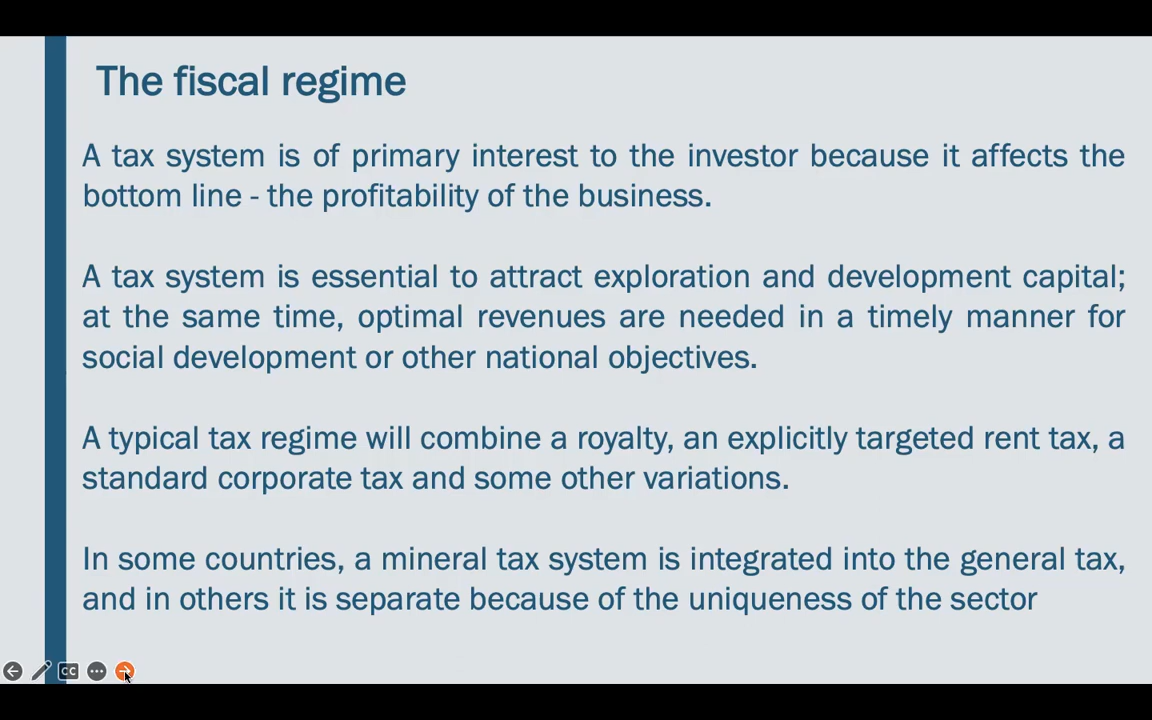 The fiscal regime
A tax system is of primary interest to the investor because it affects the
bottom line - the profitability of the business.
A tax system is essential to attract exploration and development capital;
at the same time, optimal revenues are needed in a timely manner for
social development or other national objectives.
A typical tax regime will combine a royalty, an explicitly targeted rent tax, a
standard corporate tax and some other variations.
In some countries, a mineral tax system is integrated into the general tax,
and in others it is separate because of the uniqueness of the sector
CC